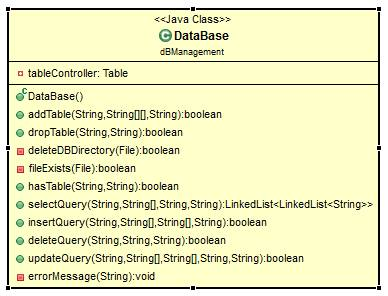 <<Java Class>>
C DataBase
dBManagement
tableController: Table
C DataBase()
addTable(String,String[][],String):boolean
dropTable(String,String):boolean
deleteDBDirectory(File):boolean
fileExists(File):boolean
hasTable(String,String):boolean
selectQuery(String,String[],String,String):LinkedList<LinkedList<String>>
insertQuery(String,String[],String[],String):boolean
deleteQuery(String,String,String):boolean
updateQuery(String,String[],String[],String,String):boolean
errorMessage(String):void